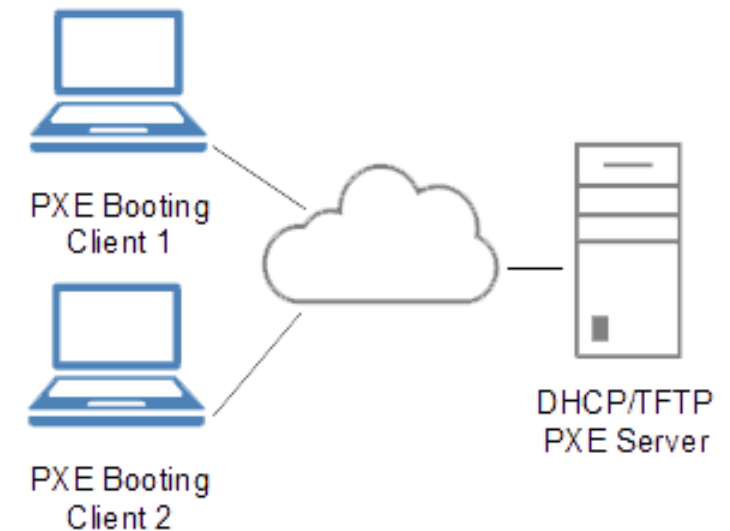 PXE Booting
Client 1
PXE Booting
Client 2
DHCP/TFTP
PXE Server